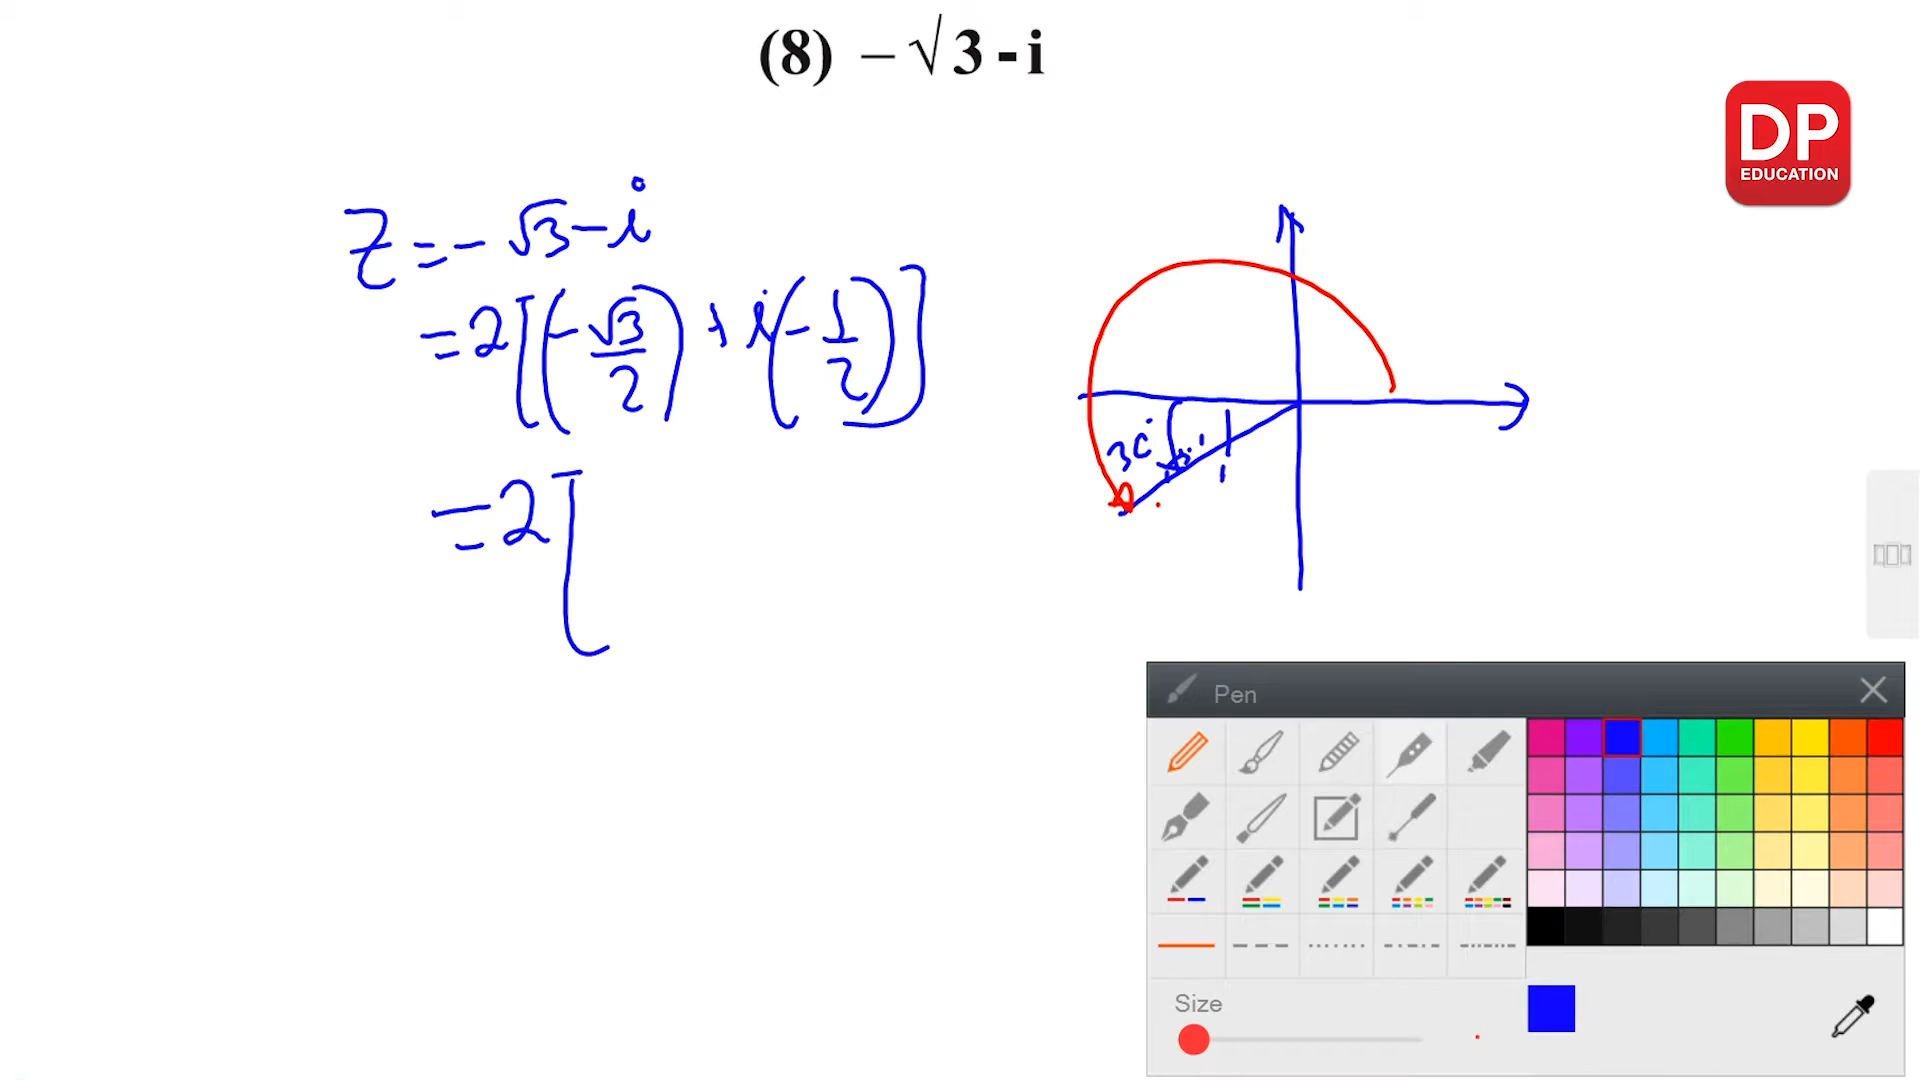 (8) –√3 - i
DP
EDUCATION
Z = - √3 - i
= 2 [(-√3/2) + i(-1/2)]
= 2 [
Pen
Size